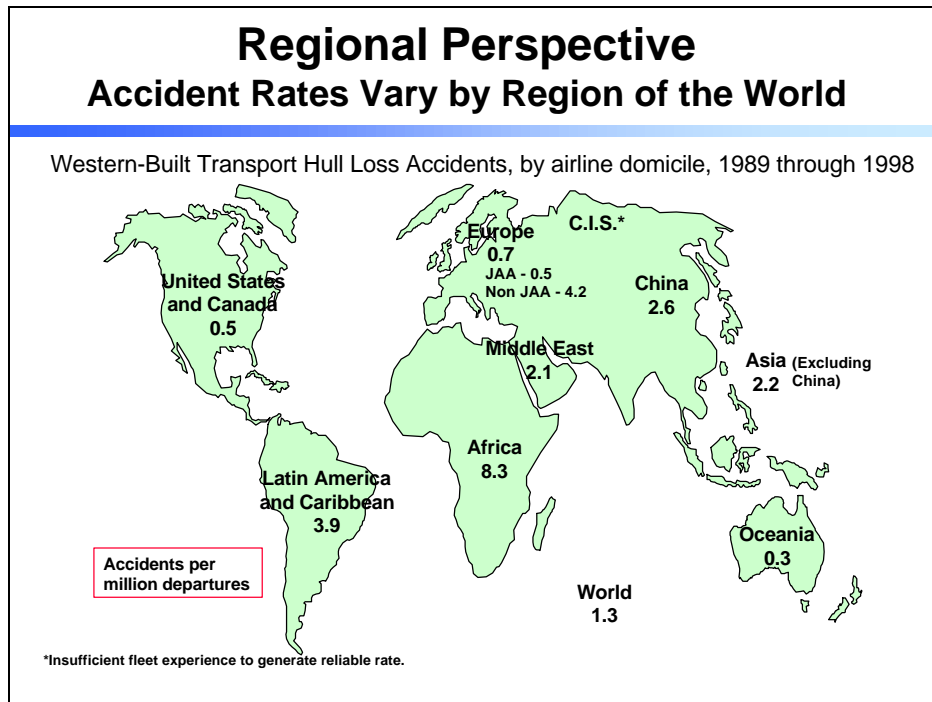 Regional Perspective
Accident Rates Vary by Region of the World
Western-Built Transport Hull Loss Accidents, by airline domicile, 1989 through 1998
C.I.S.*
Europe
0.7
JAA - 0.5
Non JAA - 4.2
United States
and Canada
0.5
China
2.6
Middle East
2.1
Asia (Excluding
China)
2.2
Africa
8.3
Latin America
and Caribbean
3.9
Oceania
0.3
Accidents per
million departures
World
1.3
*Insufficient fleet experience to generate reliable rate.